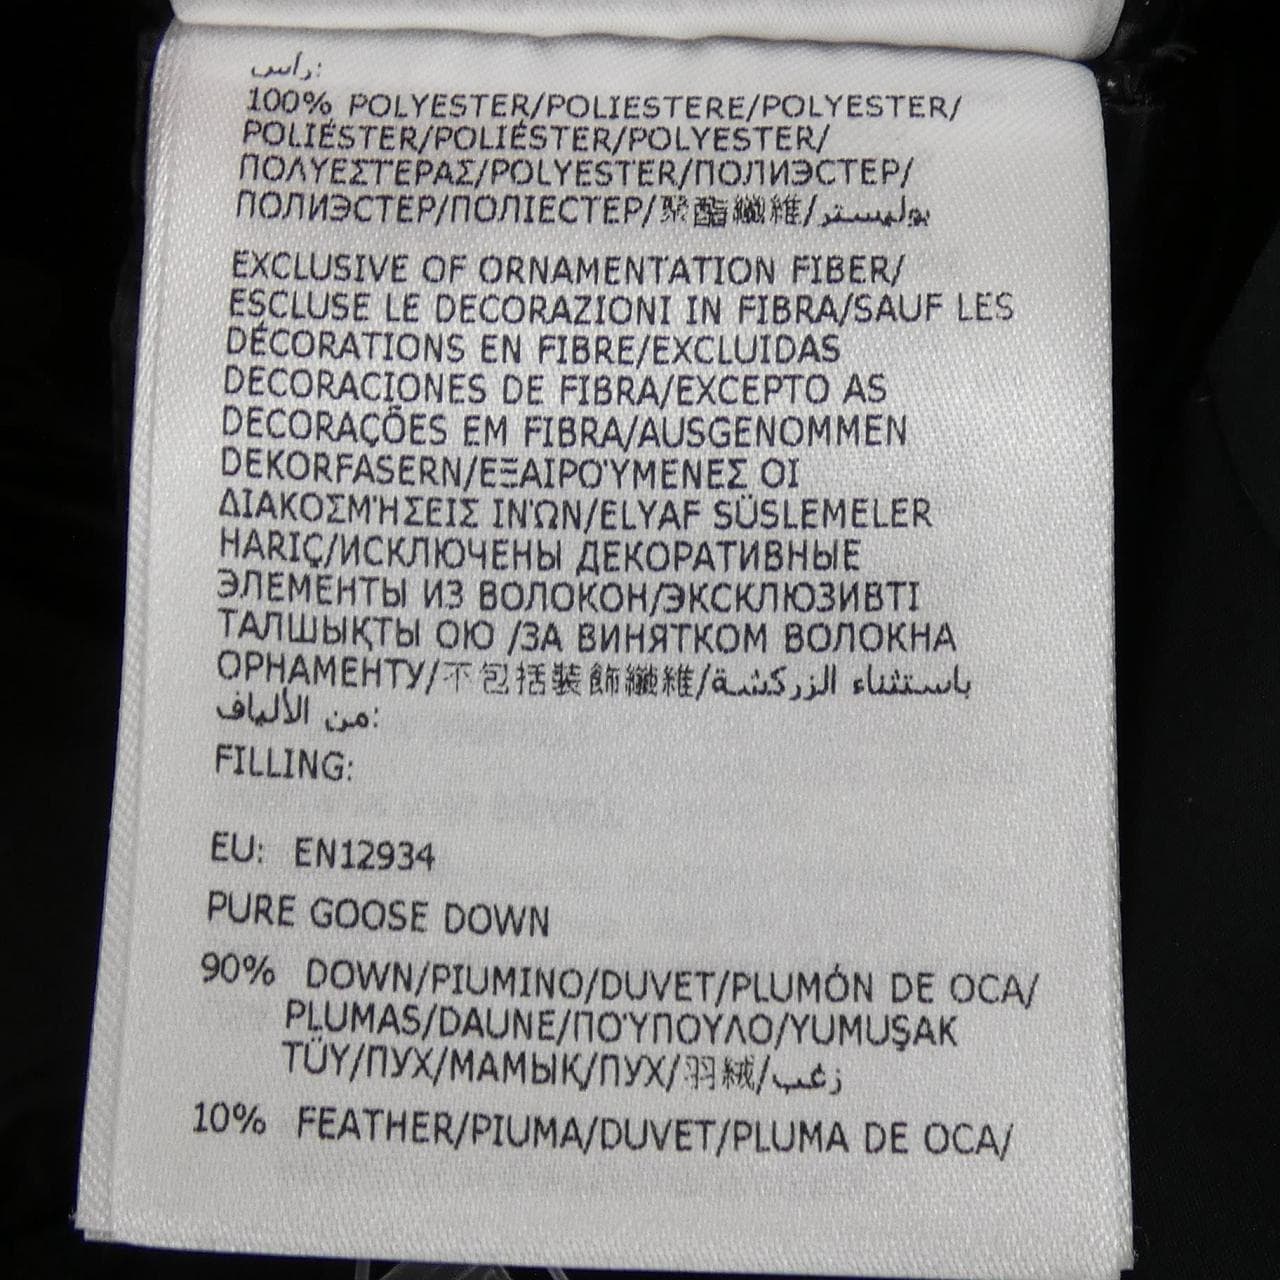 رأس:
100% POLYESTER/POLIESTERE/POLYESTER/
POLIÉSTER/POLIÉSTER/POLYESTER/
ΠΟΛΥΕΣΤΈΡΑΣ/POLYESTER/ПОЛИЭСТЕР/
ПОЛИЭСТЕР/ПОЛІЕСТЕР/聚酯纖維/بوليستر
EXCLUSIVE OF ORNAMENTATION FIBER/
ESCLUSE LE DECORAZIONI IN FIBRA/SAUF LES
DÉCORATIONS EN FIBRE/EXCLUIDAS
DECORACIONES DE FIBRA/EXCEPTO AS
DECORAÇÕES EM FIBRA/AUSGENOMMEN
DEKORFASERN/ΕΞΑΙΡΟΎΜΕΝΕΣ ΟΙ
ΔΙΑΚΟΣΜΉΣΕΙΣ ΙΝΏΝ/ELYAF SÜSLEMELER
HARIÇ/ИСКЛЮЧЕНЫ ДЕКОРАТИВНЫЕ
ЭЛЕМЕНТЫ ИЗ ВОЛОКОН/ЭКСКЛЮЗИВТІ
ТАЛШЫҚТЫ ОЮ /ЗА ВИНЯТКОМ ВОЛОКНА
ОРНАМЕНТУ/不包括裝飾纖維/باستثناء الزركشة
من الألياف:
FILLING:
EU: EN12934
PURE GOOSE DOWN
90% DOWN/PIUMINO/DUVET/PLUMÓN DE OCA/
PLUMAS/DAUNE/ΠΟΎΠΟΥΛΟ/YUMUŞAK
TÜY/ПУХ/МАМЫҚ/ПУХ/羽絨/زغب
10% FEATHER/PIUMA/DUVET/PLUMA DE OCA/